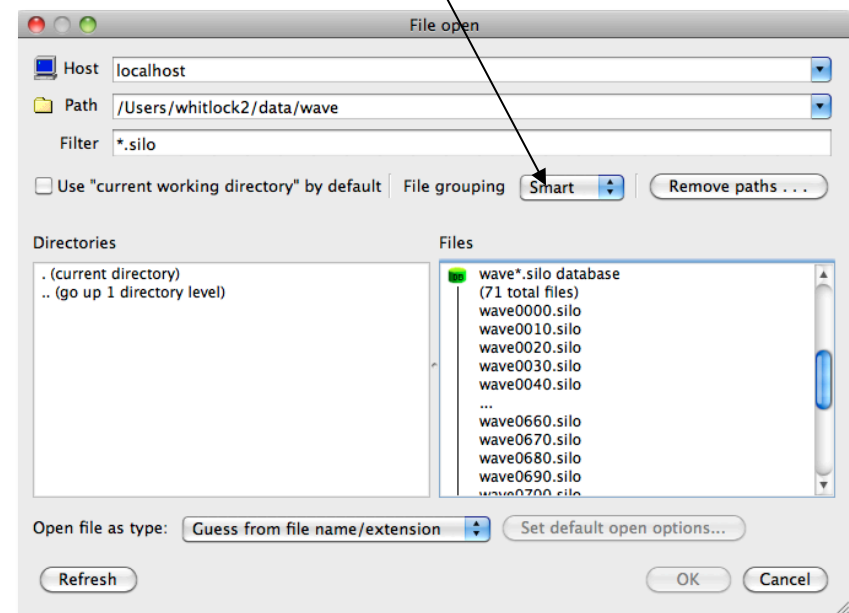 File open
Host localhost
Path /Users/whitlock2/data/wave
Filter *.silo
Use "current working directory" by default File grouping Smart Remove paths . . .
Directories Files
. (current directory)
.. (go up 1 directory level)
wave*.silo database
(71 total files)
wave0000.silo
wave0010.silo
wave0020.silo
wave0030.silo
wave0040.silo
...
wave0660.silo
wave0670.silo
wave0680.silo
wave0690.silo
wave0700.silo
Open file as type: Guess from file name/extension Set default open options...
Refresh OK Cancel